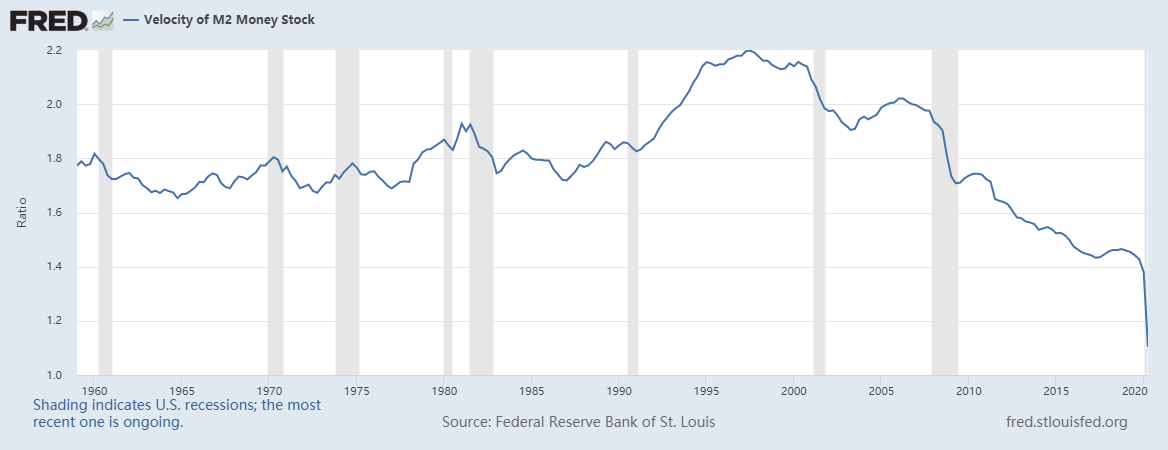 FRED
Velocity of M2 Money Stock
2.2
2.0
1.8
1.6
1.4
1.2
1.0
Ratio
1960 1965 1970 1975 1980 1985 1990 1995 2000 2005 2010 2015 2020
Shading indicates U.S. recessions; the most
recent one is ongoing.
Source: Federal Reserve Bank of St. Louis
fred.stlouisfed.org